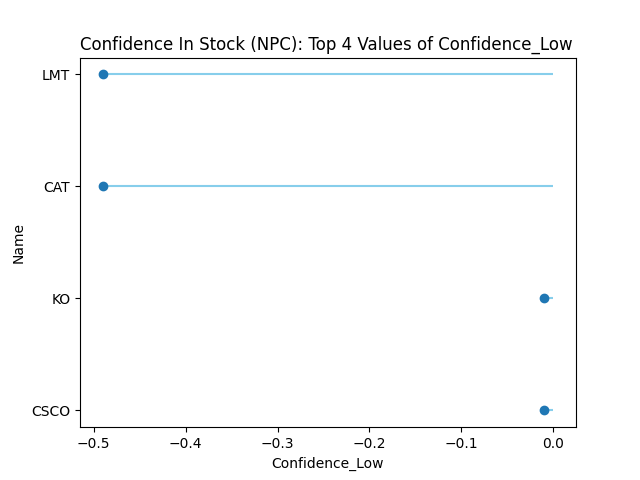 Confidence In Stock (NPC): Top 4 Values of Confidence_Low
LMT
CAT
KO
CSCO
Name
−0.5 −0.4 −0.3 −0.2 −0.1 0.0
Confidence_Low